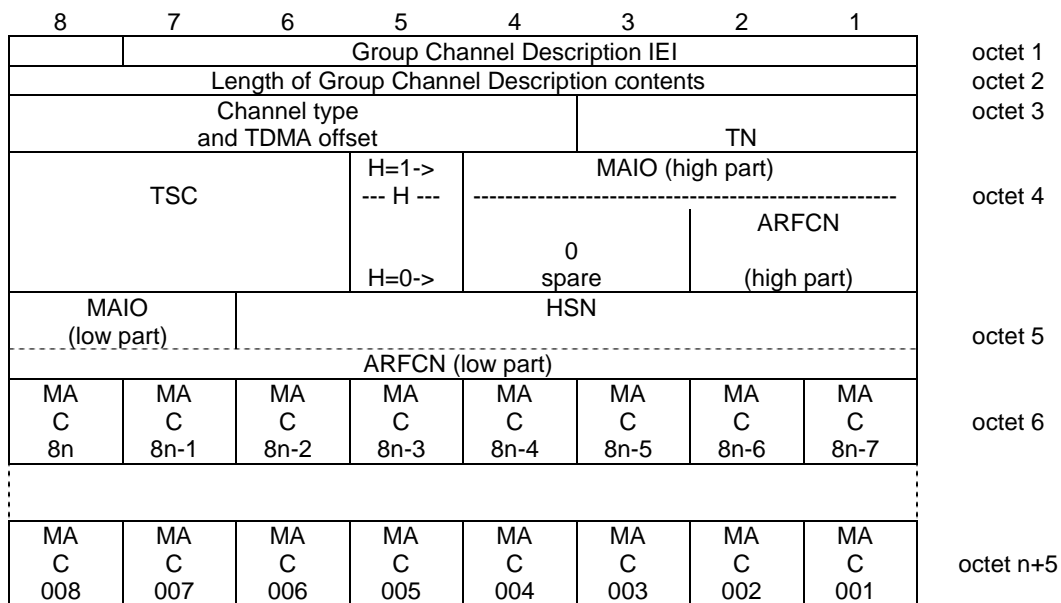 8 7 6 5 4 3 2 1
Group Channel Description IEI octet 1
Length of Group Channel Description contents octet 2
Channel type octet 3
and TDMA offset TN
H=1-> MAIO (high part)
TSC --- H --- ------------------------------------------------------ octet 4
ARFCN
0
H=0-> spare (high part)
MAIO HSN
(low part) octet 5
ARFCN (low part)
MA MA MA MA MA MA MA MA
C C C C C C C C octet 6
8n 8n-1 8n-2 8n-3 8n-4 8n-5 8n-6 8n-7
MA MA MA MA MA MA MA MA
C C C C C C C C octet n+5
008 007 006 005 004 003 002 001